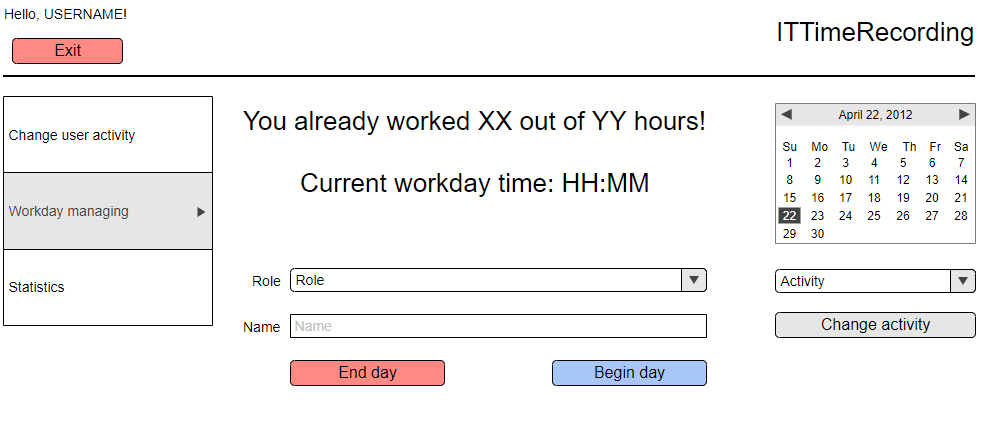 Hello, USERNAME!
Exit
ITTimeRecording
Change user activity
Workday managing
Statistics
You already worked XX out of YY hours!
Current workday time: HH:MM
Role Role
Name Name
End day Begin day
April 22, 2012
Su Mo Tu We Th Fr Sa
1 2 3 4 5 6 7
8 9 10 11 12 13 14
15 16 17 18 19 20 21
22 23 24 25 26 27 28
29 30
Activity
Change activity